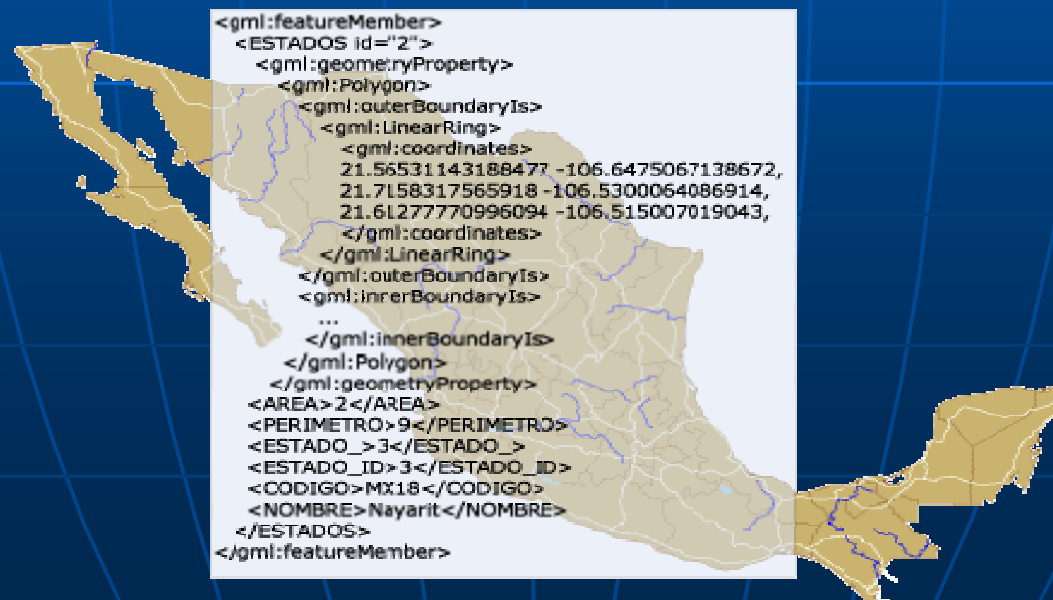 <gml:featureMember>
<ESTADOS id="2">
<gml:geometryProperty>
<gml:Polygon>
<gml:outerBoundaryIs>
<gml:LinearRing>
<gml:coordinates>
21.56531143188477 -106.6475067138672,
21.7158317565918 -106.5300064086914,
21.612777770996094 -106.515007019043,
</gml:coordinates>
</gml:LinearRing>
</gml:outerBoundaryIs>
<gml:innerBoundaryIs>
...
</gml:innerBoundaryIs>
</gml:Polygon>
</gml:geometryProperty>
<AREA>2</AREA>
<PERIMETRO>9</PERIMETRO>
<ESTADO_>3</ESTADO_>
<ESTADO_ID>3</ESTADO_ID>
<CODIGO>MX18</CODIGO>
<NOMBRE>Nayarit</NOMBRE>
</ESTADOS>
</gml:featureMember>